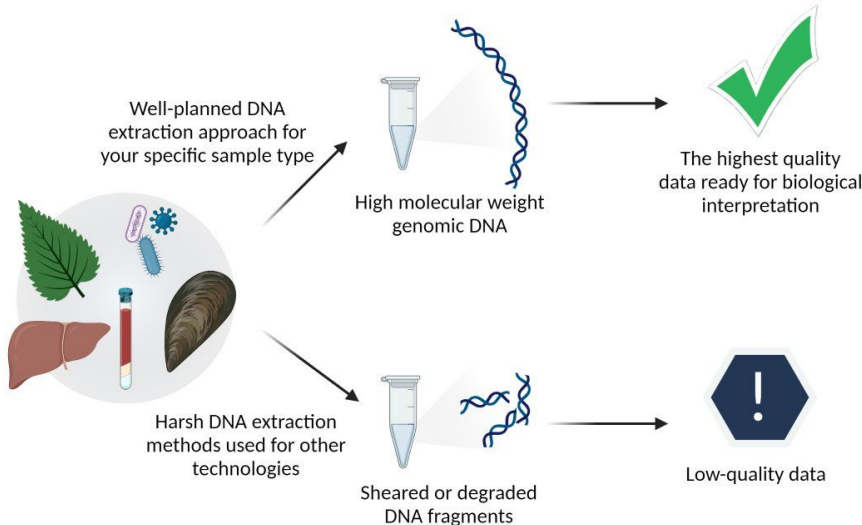 Well-planned DNA
extraction approach for
your specific sample type
High molecular weight
genomic DNA
The highest quality
data ready for biological
interpretation
Harsh DNA extraction
methods used for other
technologies
Sheared or degraded
DNA fragments
!
Low-quality data